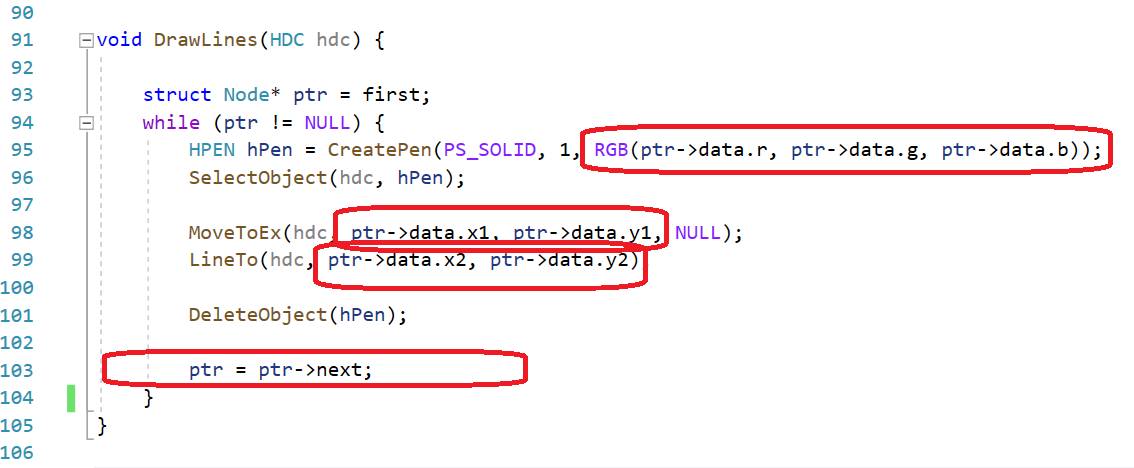 90
91 void DrawLines(HDC hdc) {
92
93 struct Node* ptr = first;
94 while (ptr != NULL) {
95 HPEN hPen = CreatePen(PS_SOLID, 1, RGB(ptr->data.r, ptr->data.g, ptr->data.b));
96 SelectObject(hdc, hPen);
97
98 MoveToEx(hdc, ptr->data.x1, ptr->data.y1, NULL);
99 LineTo(hdc, ptr->data.x2, ptr->data.y2)
100
101 DeleteObject(hPen);
102
103 ptr = ptr->next;
104 }
105 }
106